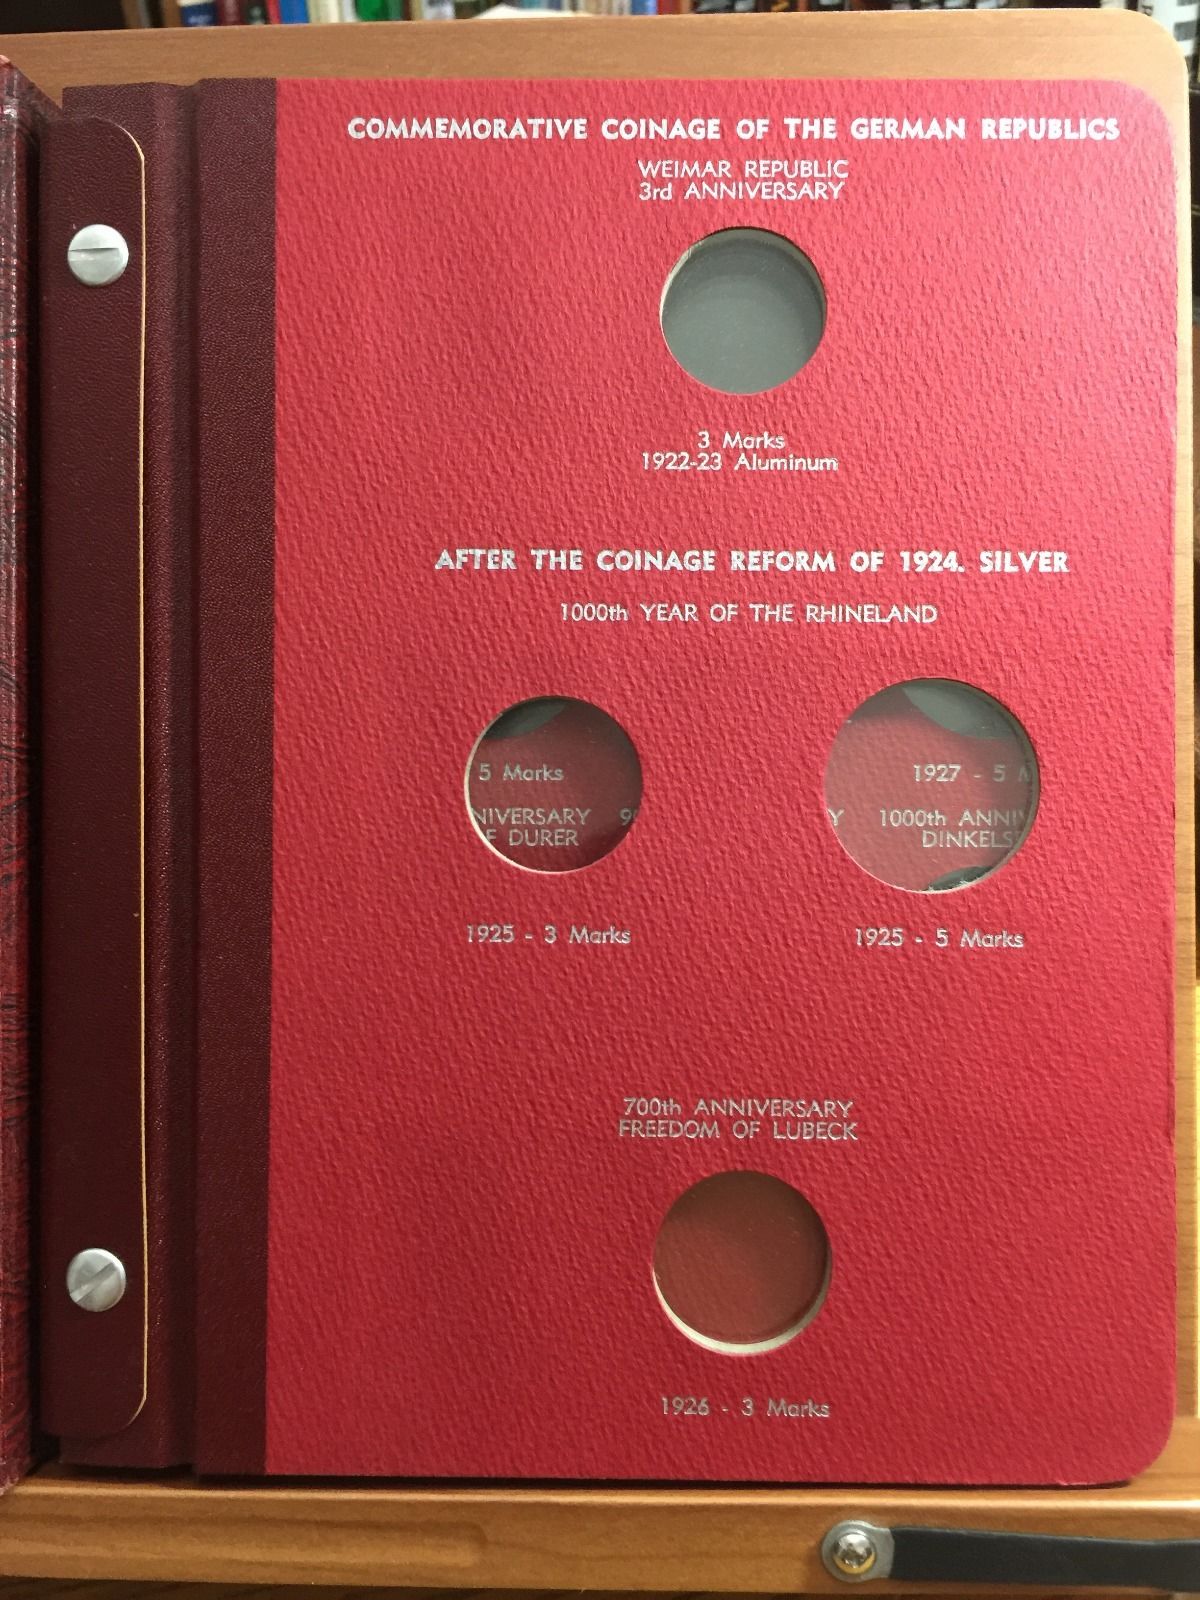 COMMEMORATIVE COINAGE OF THE GERMAN REPUBLICS
WEIMAR REPUBLIC
3rd ANNIVERSARY
3 Marks
1922-23 Aluminum
AFTER THE COINAGE REFORM OF 1924. SILVER
1000th YEAR OF THE RHINELAND
5 Marks
NIVERSARY 9
F DURER
1927 - 5 M
Y 1000th ANNIV
DINKELS
1925 - 3 Marks
1925 - 5 Marks
700th ANNIVERSARY
FREEDOM OF LUBECK
1926 - 3 Marks